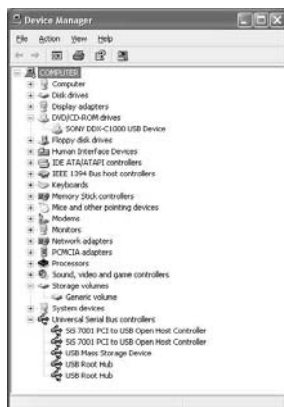 Device Manager
File Action View Help
COMPUTER
Computer
Disk drives
Display adapters
DVD/CD-ROM drives
SONY DDX-C1000 USB Device
Floppy disk drives
Human Interface Devices
IDE ATA/ATAPI controllers
IEEE 1394 Bus host controllers
Keyboards
Memory Stick controllers
Mice and other pointing devices
Modems
Monitors
Network adapters
PCMCIA adapters
Processors
Sound, video and game controllers
Storage volumes
Generic volume
System devices
Universal Serial Bus controllers
SiS 7001 PCI to USB Open Host Controller
SiS 7001 PCI to USB Open Host Controller
USB Mass Storage Device
USB Root Hub
USB Root Hub